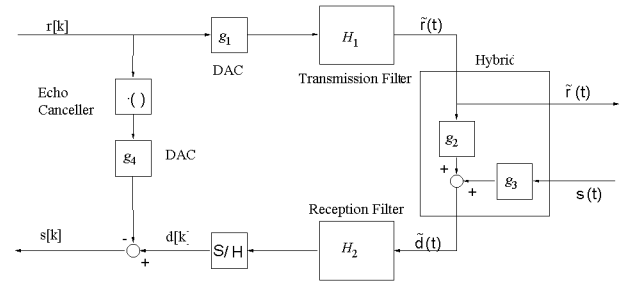 r[k]
g1
DAC
H1
Transmission Filter
r̃(t)
Hybrid
r̃(t)
Echo
Canceller
·( )
g2
g4
DAC
+
+
g3
s(t)
Reception Filter
s[k]
-
+
d[k]
S/H
H2
d̃(t)